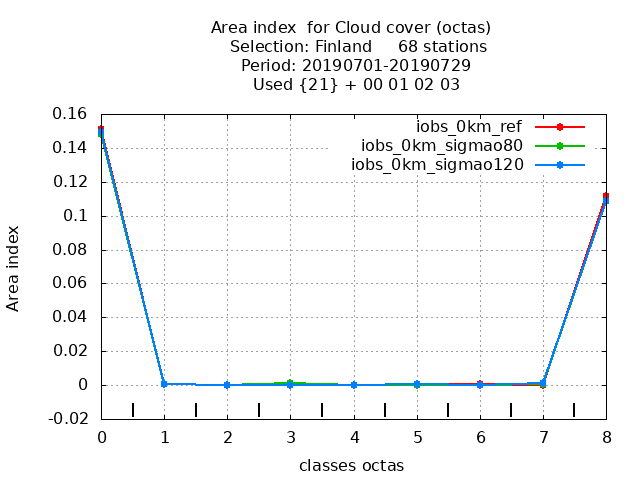 Area index  for Cloud cover (octas)
Selection: Finland     68 stations
Period: 20190701-20190729
Used {21} + 00 01 02 03
iobs_0km_ref
iobs_0km_sigmao80
iobs_0km_sigmao120
0.16
0.14
0.12
0.1
0.08
0.06
0.04
0.02
0
-0.02
Area index
0 1 2 3 4 5 6 7 8
classes octas